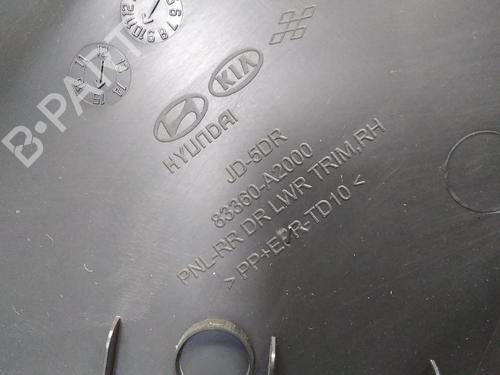 B-PARTS
KIA
HYUNDAI
JD-5DR
83360-A2000
PNL-RR DR LWR TRIM,RH
> PP+EPR-TD10 <